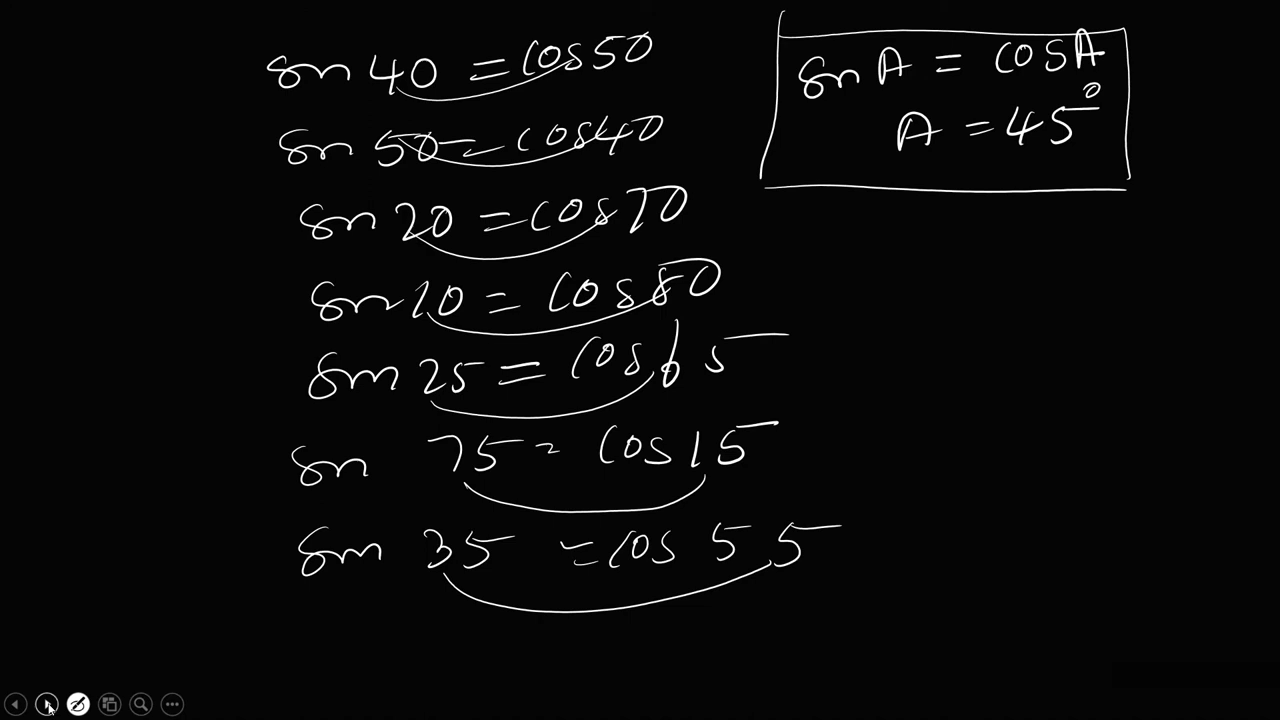 sin 40 = cos 50
sin 50 = cos 40
sin 20 = cos 70
sin 10 = cos 80
sin 25 = cos 65
sin 75 = cos 15
sin 35 = cos 55
sin A = cos A
A = 45°